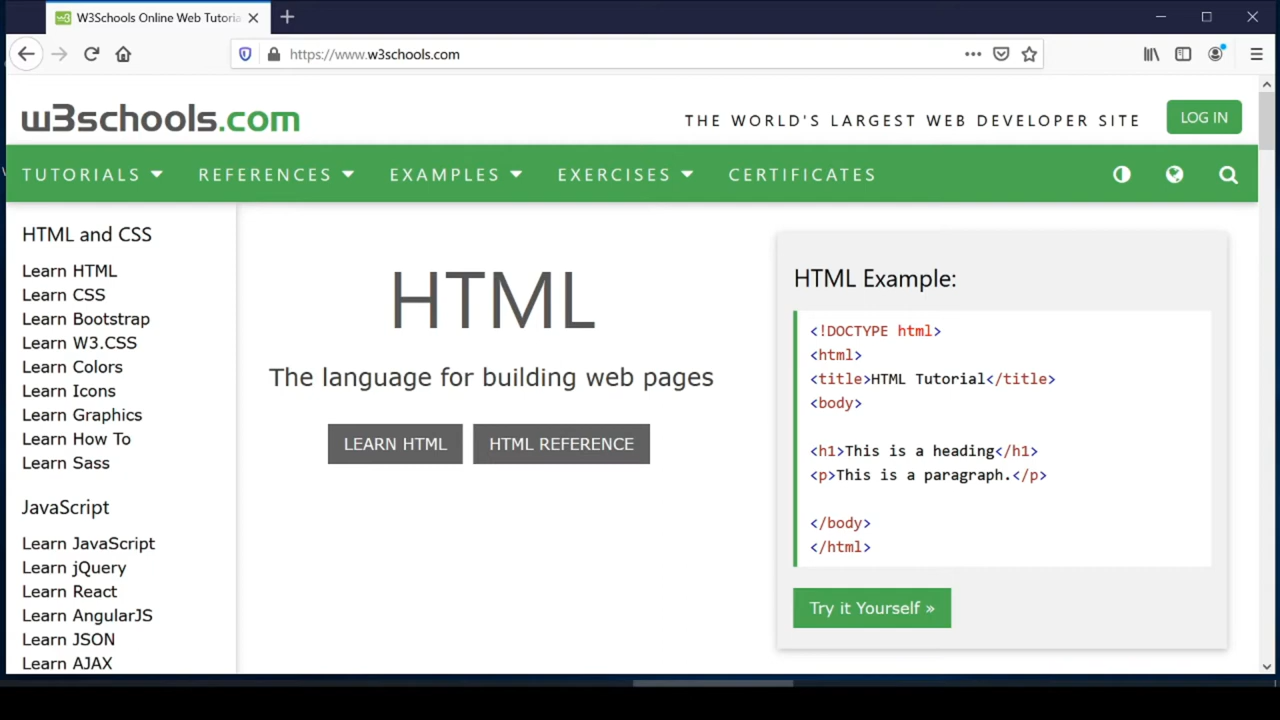 W3Schools Online Web Tutoria
https://www.w3schools.com
w3schools.com
THE WORLD'S LARGEST WEB DEVELOPER SITE
LOG IN
TUTORIALS
REFERENCES
EXAMPLES
EXERCISES
CERTIFICATES
HTML and CSS
Learn HTML
Learn CSS
Learn Bootstrap
Learn W3.CSS
Learn Colors
Learn Icons
Learn Graphics
Learn How To
Learn Sass
JavaScript
Learn JavaScript
Learn jQuery
Learn React
Learn AngularJS
Learn JSON
Learn AJAX
HTML
The language for building web pages
LEARN HTML
HTML REFERENCE
HTML Example:
<!DOCTYPE html>
<html>
<title>HTML Tutorial</title>
<body>
<h1>This is a heading</h1>
<p>This is a paragraph.</p>
</body>
</html>
Try it Yourself »